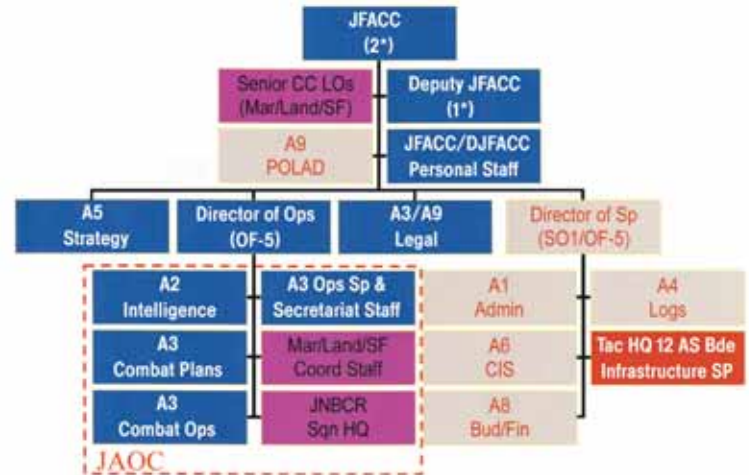 JFACC
(2*)
Senior CC LOs
(Mar/Land/SF)
Deputy JFACC
(1*)
A9
POLAD
JFACC/DJFACC
Personal Staff
A5
Strategy
Director of Ops
(OF-5)
A3/A9
Legal
Director of Sp
(SO1/OF-5)
A2
Intelligence
A3 Ops Sp &
Secretariat Staff
A1
Admin
A4
Logs
A3
Combat Plans
Mar/Land/SF
Coord Staff
A6
CIS
Tac HQ 12 AS Bde
Infrastructure SP
A3
Combat Ops
JNBCR
Sqn HQ
A8
Bud/Fin
JAOC